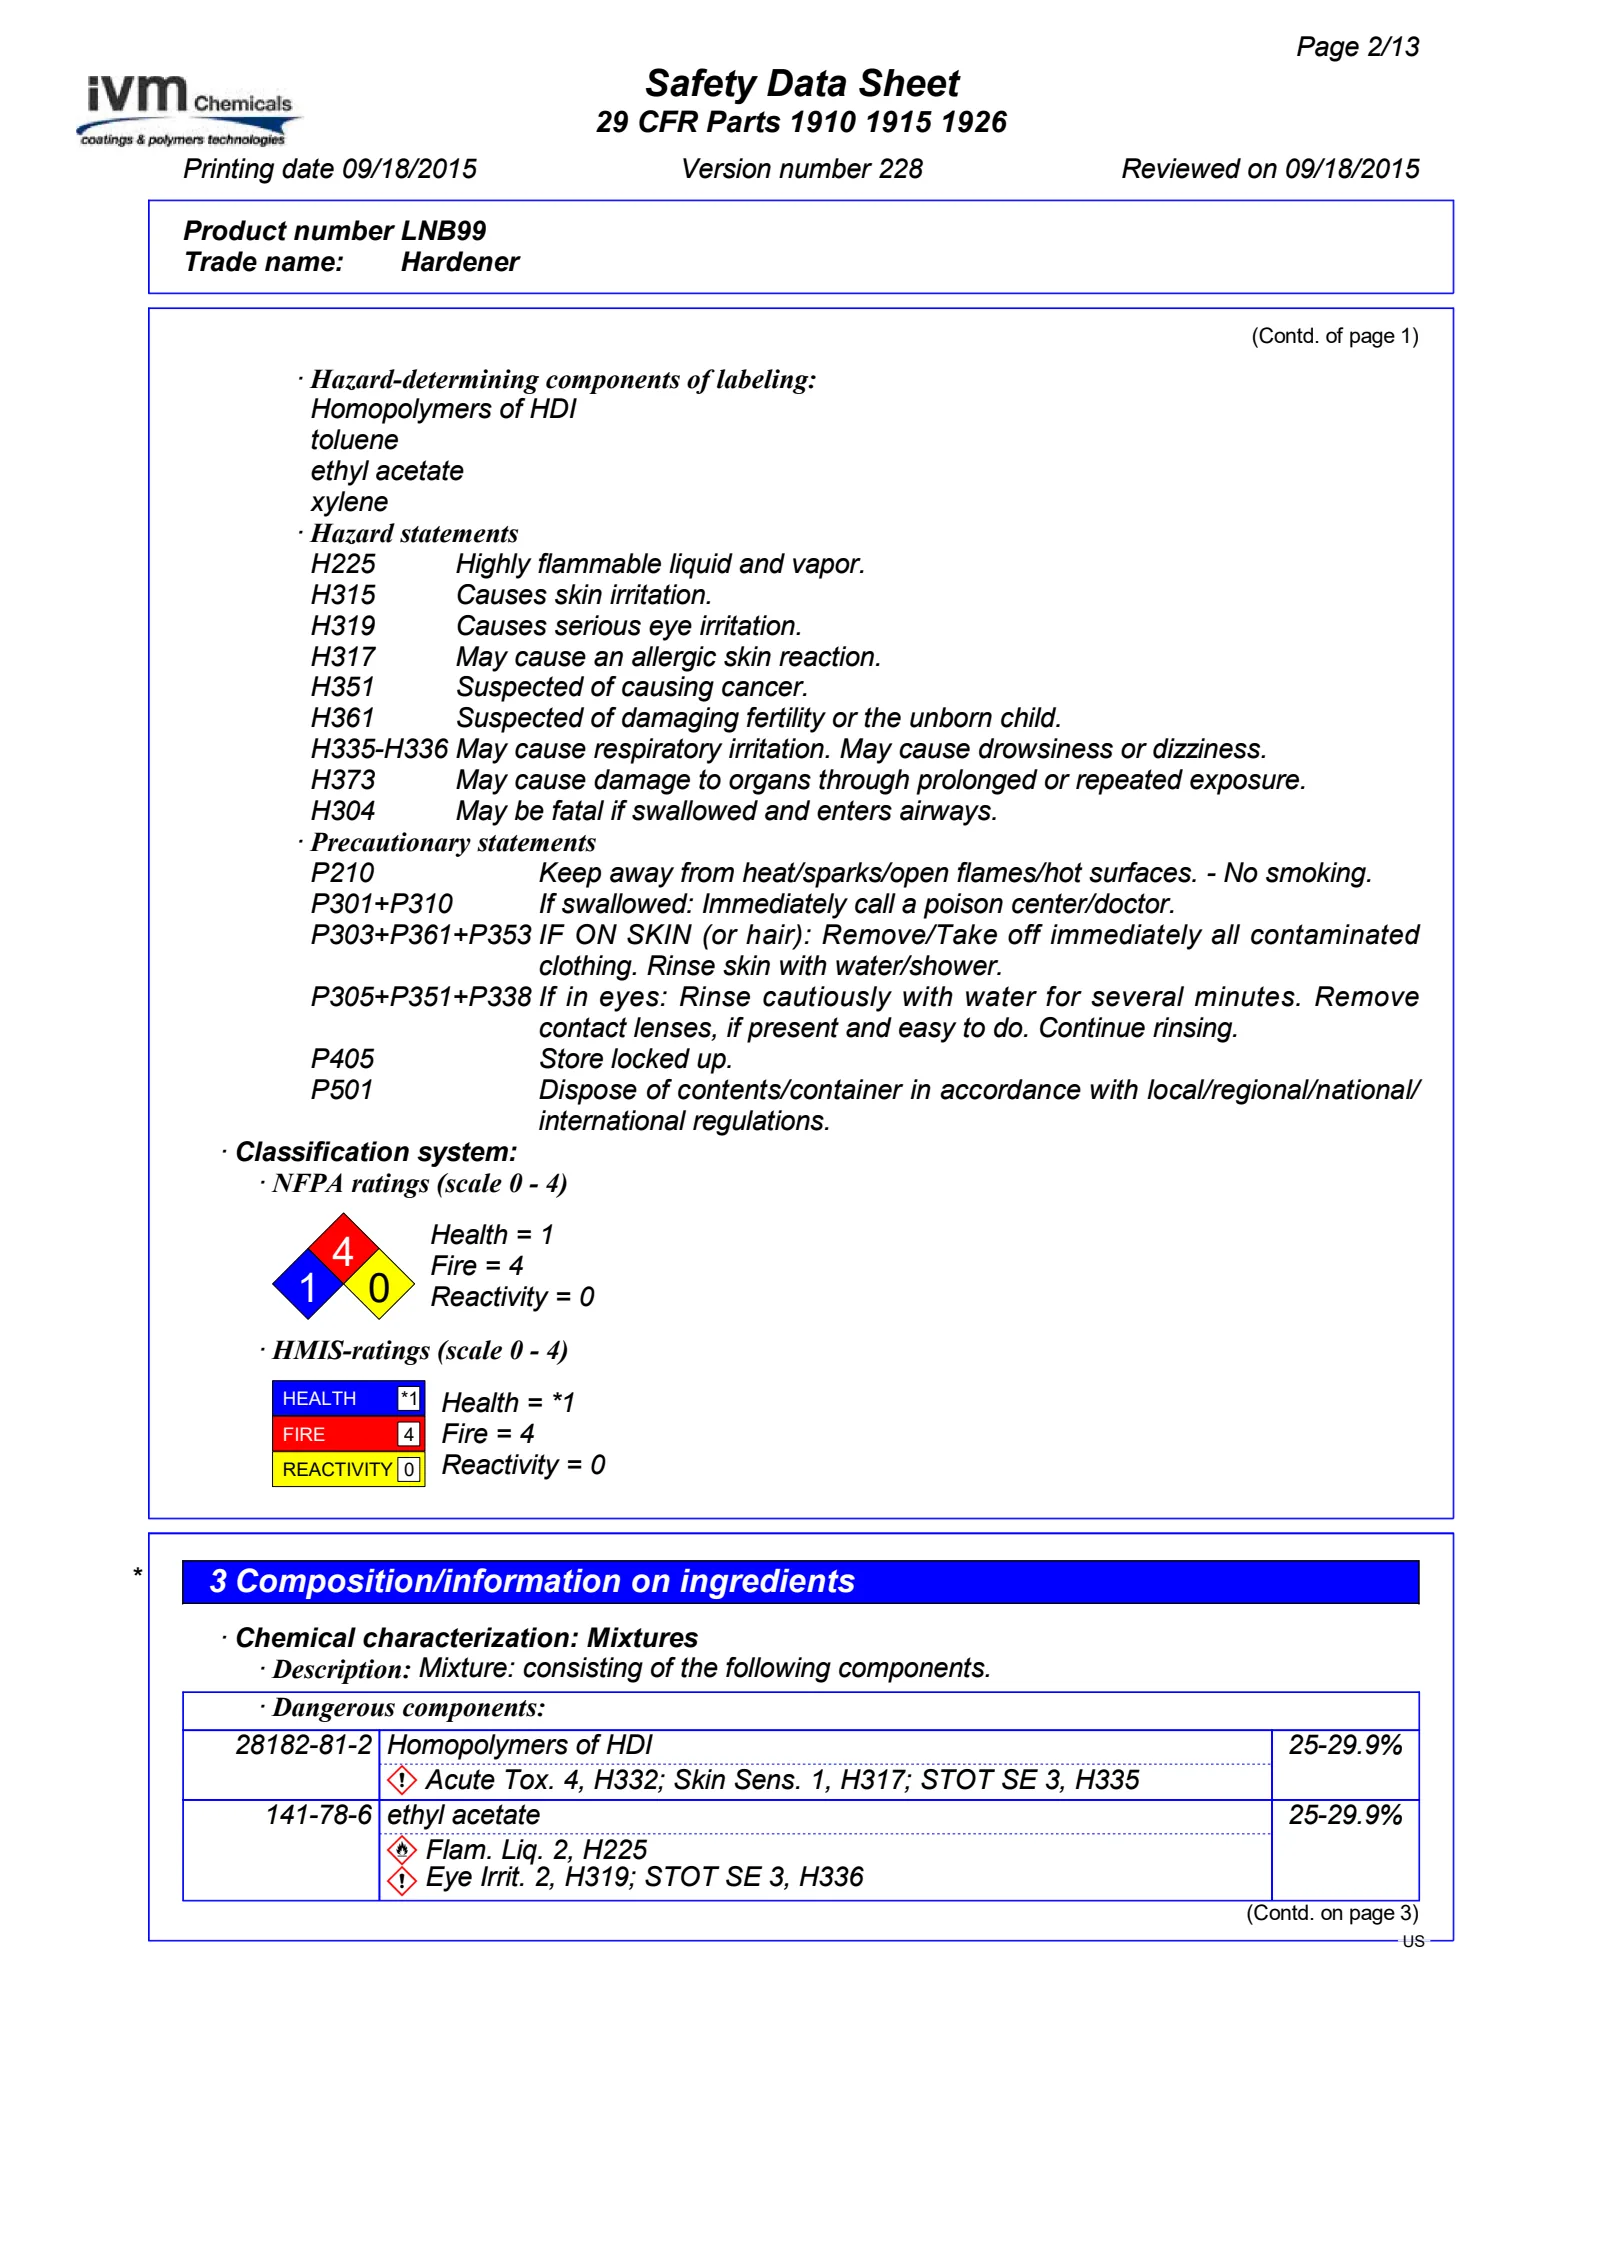 Page 2/13
ivm Chemicals
coatings & polymers technologies
Safety Data Sheet
29 CFR Parts 1910 1915 1926
Printing date 09/18/2015 Version number 228 Reviewed on 09/18/2015
Product number LNB99
Trade name: Hardener
(Contd. of page 1)
· Hazard-determining components of labeling:
Homopolymers of HDI
toluene
ethyl acetate
xylene
· Hazard statements
H225 Highly flammable liquid and vapor.
H315 Causes skin irritation.
H319 Causes serious eye irritation.
H317 May cause an allergic skin reaction.
H351 Suspected of causing cancer.
H361 Suspected of damaging fertility or the unborn child.
H335-H336 May cause respiratory irritation. May cause drowsiness or dizziness.
H373 May cause damage to organs through prolonged or repeated exposure.
H304 May be fatal if swallowed and enters airways.
· Precautionary statements
P210 Keep away from heat/sparks/open flames/hot surfaces. - No smoking.
P301+P310 If swallowed: Immediately call a poison center/doctor.
P303+P361+P353 IF ON SKIN (or hair): Remove/Take off immediately all contaminated
clothing. Rinse skin with water/shower.
P305+P351+P338 If in eyes: Rinse cautiously with water for several minutes. Remove
contact lenses, if present and easy to do. Continue rinsing.
P405 Store locked up.
P501 Dispose of contents/container in accordance with local/regional/national/
international regulations.
· Classification system:
· NFPA ratings (scale 0 - 4)
4
1 0
Health = 1
Fire = 4
Reactivity = 0
· HMIS-ratings (scale 0 - 4)
HEALTH *1 Health = *1
FIRE 4 Fire = 4
REACTIVITY 0 Reactivity = 0
* 3 Composition/information on ingredients
· Chemical characterization: Mixtures
· Description: Mixture: consisting of the following components.
· Dangerous components:
28182-81-2 Homopolymers of HDI 25-29.9%
Acute Tox. 4, H332; Skin Sens. 1, H317; STOT SE 3, H335
141-78-6 ethyl acetate 25-29.9%
Flam. Liq. 2, H225
Eye Irrit. 2, H319; STOT SE 3, H336
(Contd. on page 3)
US